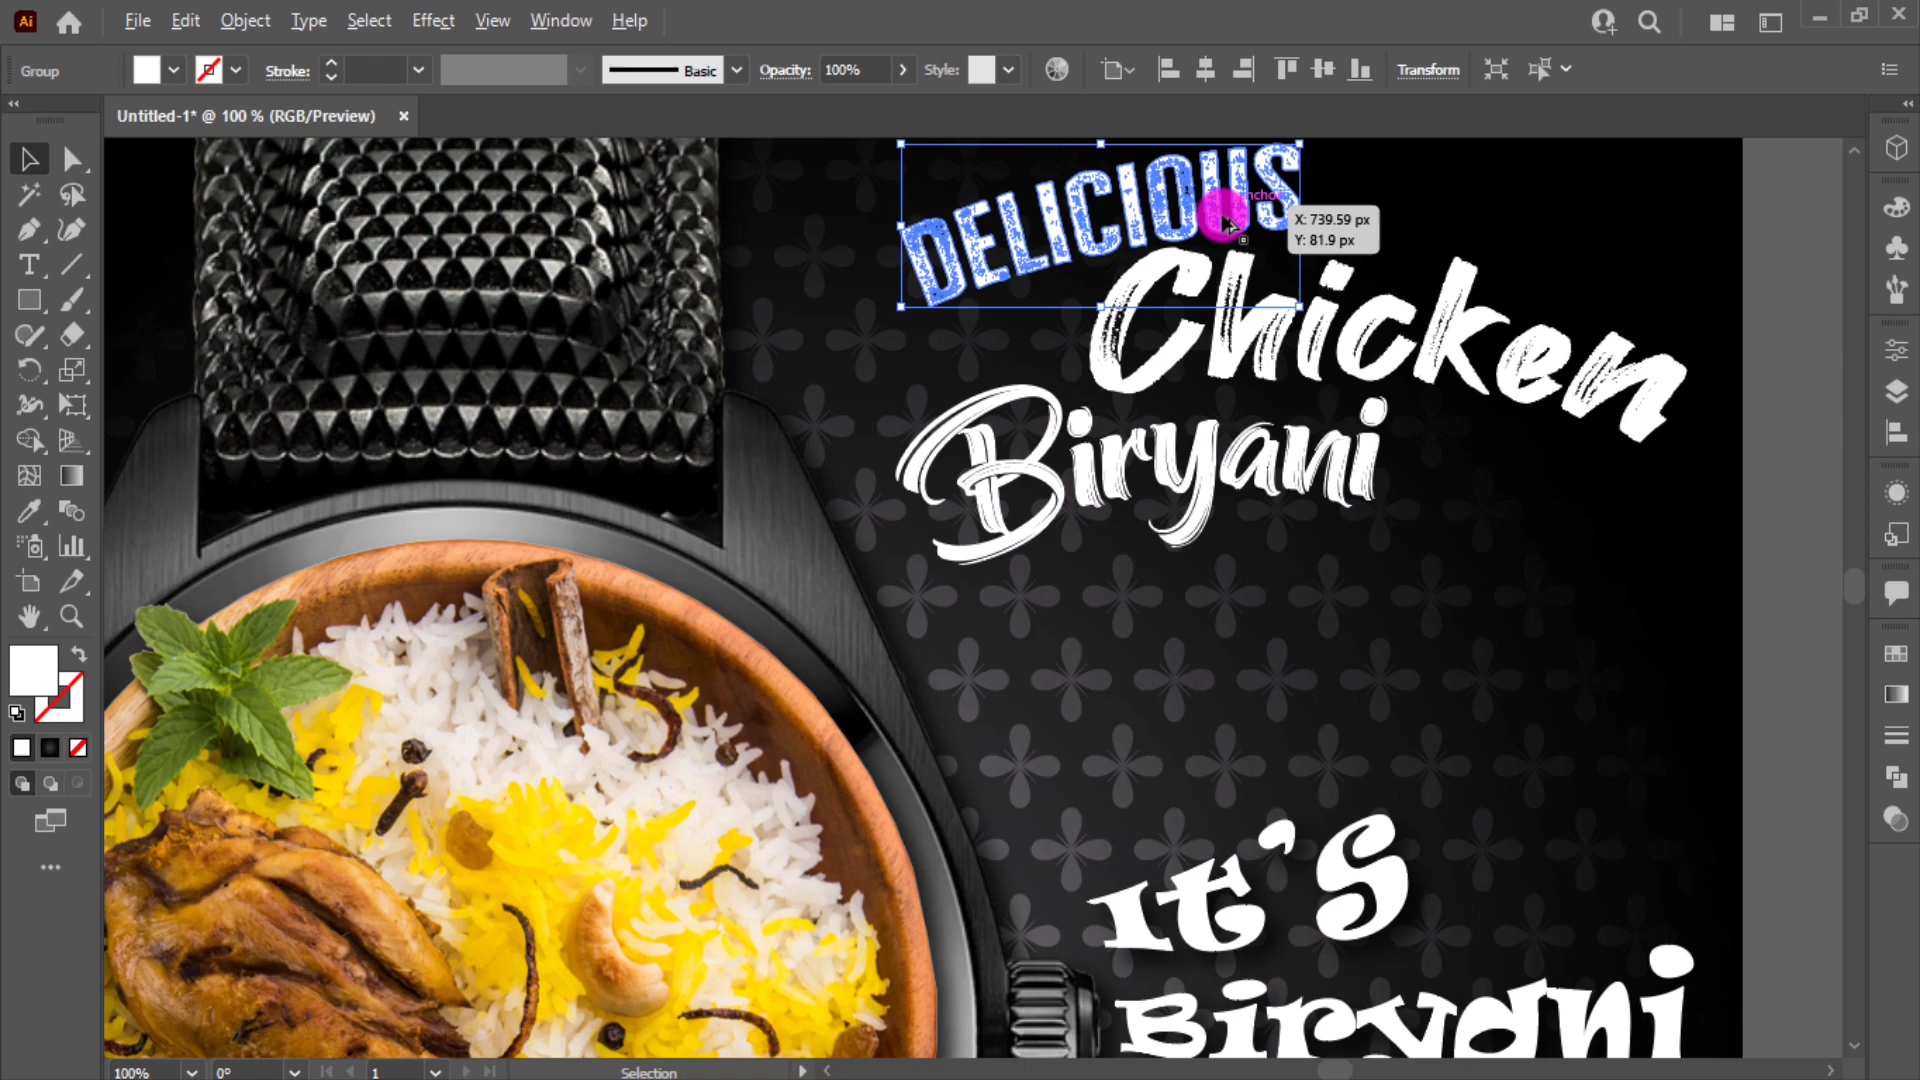 Ai File Edit Object Type Select Effect View Window Help
Group Stroke: Basic Opacity: 100% Style: Transform
Untitled-1* @ 100 % (RGB/Preview)
DELICIOUS
X: 739.59 px
Y: 81.9 px
Chicken
Biryani
It's
Biryani
100% 0° 1 Selection